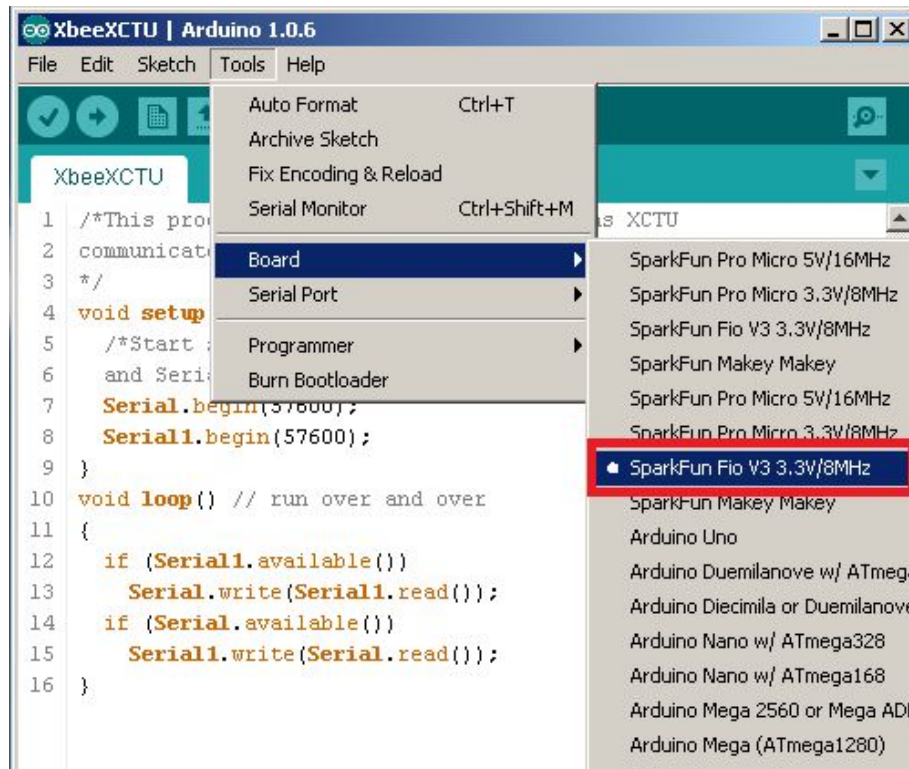 XbeeXCTU | Arduino 1.0.6
File Edit Sketch Tools Help
Auto Format Ctrl+T
Archive Sketch
Fix Encoding & Reload
Serial Monitor Ctrl+Shift+M
Board
Serial Port
Programmer
Burn Bootloader
SparkFun Pro Micro 5V/16MHz
SparkFun Pro Micro 3.3V/8MHz
SparkFun Fio V3 3.3V/8MHz
SparkFun Makey Makey
SparkFun Pro Micro 5V/16MHz
SparkFun Pro Micro 3.3V/8MHz
SparkFun Fio V3 3.3V/8MHz
SparkFun Makey Makey
Arduino Uno
Arduino Duemilanove w/ ATmeg
Arduino Diecimila or Duemilanove
Arduino Nano w/ ATmega328
Arduino Nano w/ ATmega168
Arduino Mega 2560 or Mega AD
Arduino Mega (ATmega1280)
XbeeXCTU
1 /*This pro s XCTU
2 communicat
3 */
4 void setup
5 /*Start
6 and Seri
7 Serial.begin(57600);
8 Serial1.begin(57600);
9 }
10 void loop() // run over and over
11 {
12 if (Serial1.available())
13 Serial.write(Serial1.read());
14 if (Serial.available())
15 Serial1.write(Serial.read());
16 }